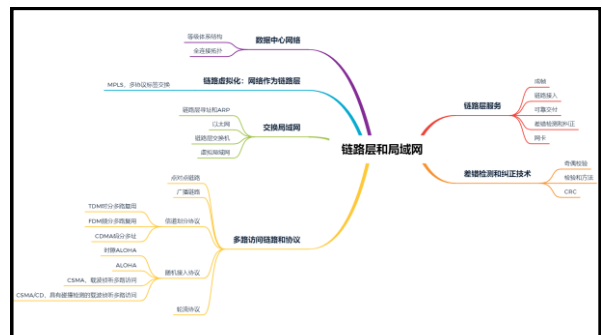 链路层和局域网
链路层服务
成帧
链路接入
可靠交付
差错检测和纠正
网卡
差错检测和纠正技术
奇偶校验
校验和方法
CRC
数据中心网络
等级体系结构
全连接拓扑
链路虚拟化：网络作为链路层
MPLS，多协议标签交换
交换局域网
链路层寻址和ARP
以太网
链路层交换机
虚拟局域网
多路访问链路和协议
点对点链路
广播链路
信道划分协议
TDM时分多路复用
FDM频分多路复用
CDMA码分多址
随机接入协议
时隙ALOHA
ALOHA
CSMA，载波侦听多路访问
CSMA/CD，具有碰撞检测的载波侦听多路访问
轮流协议